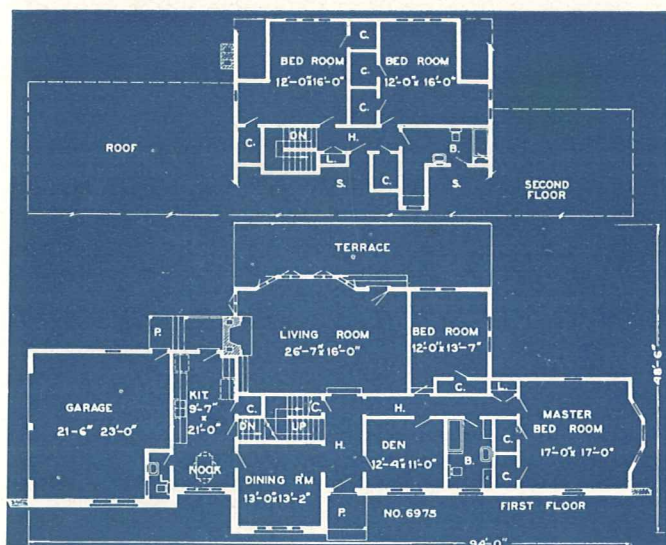 BED ROOM
12'-0"x16'-0"
C.
C.
C.
BED ROOM
12'-0"x 16'-0"
ROOF
C.
DN
H.
L.
B.
S.
C.
S.
SECOND
FLOOR
TERRACE
P.
LIVING ROOM
26'-7"x 16'-0"
BED ROOM
12'-0"x 13'-7"
GARAGE
21-6" 23'-0"
KIT.
9'-7"
x
21'-0"
C.
DN
UP
C.
H.
C.
L.
H.
MASTER
BED ROOM
17'-0"x 17'-0"
C.
C.
DEN
12'-4"x 11'-0"
B.
NOOK
DINING R'M
13'-0"x13'-2"
P.
NO. 6975
FIRST FLOOR
48'-6"
94'-0"